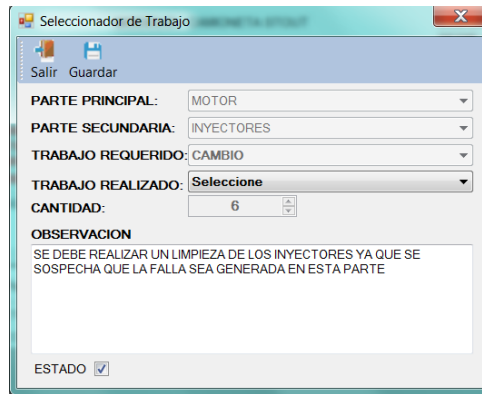 Seleccionador de Trabajo
Salir Guardar
PARTE PRINCIPAL: MOTOR
PARTE SECUNDARIA: INYECTORES
TRABAJO REQUERIDO: CAMBIO
TRABAJO REALIZADO: Seleccione
CANTIDAD: 6
OBSERVACION
SE DEBE REALIZAR UN LIMPIEZA DE LOS INYECTORES YA QUE SE
SOSPECHA QUE LA FALLA SEA GENERADA EN ESTA PARTE
ESTADO